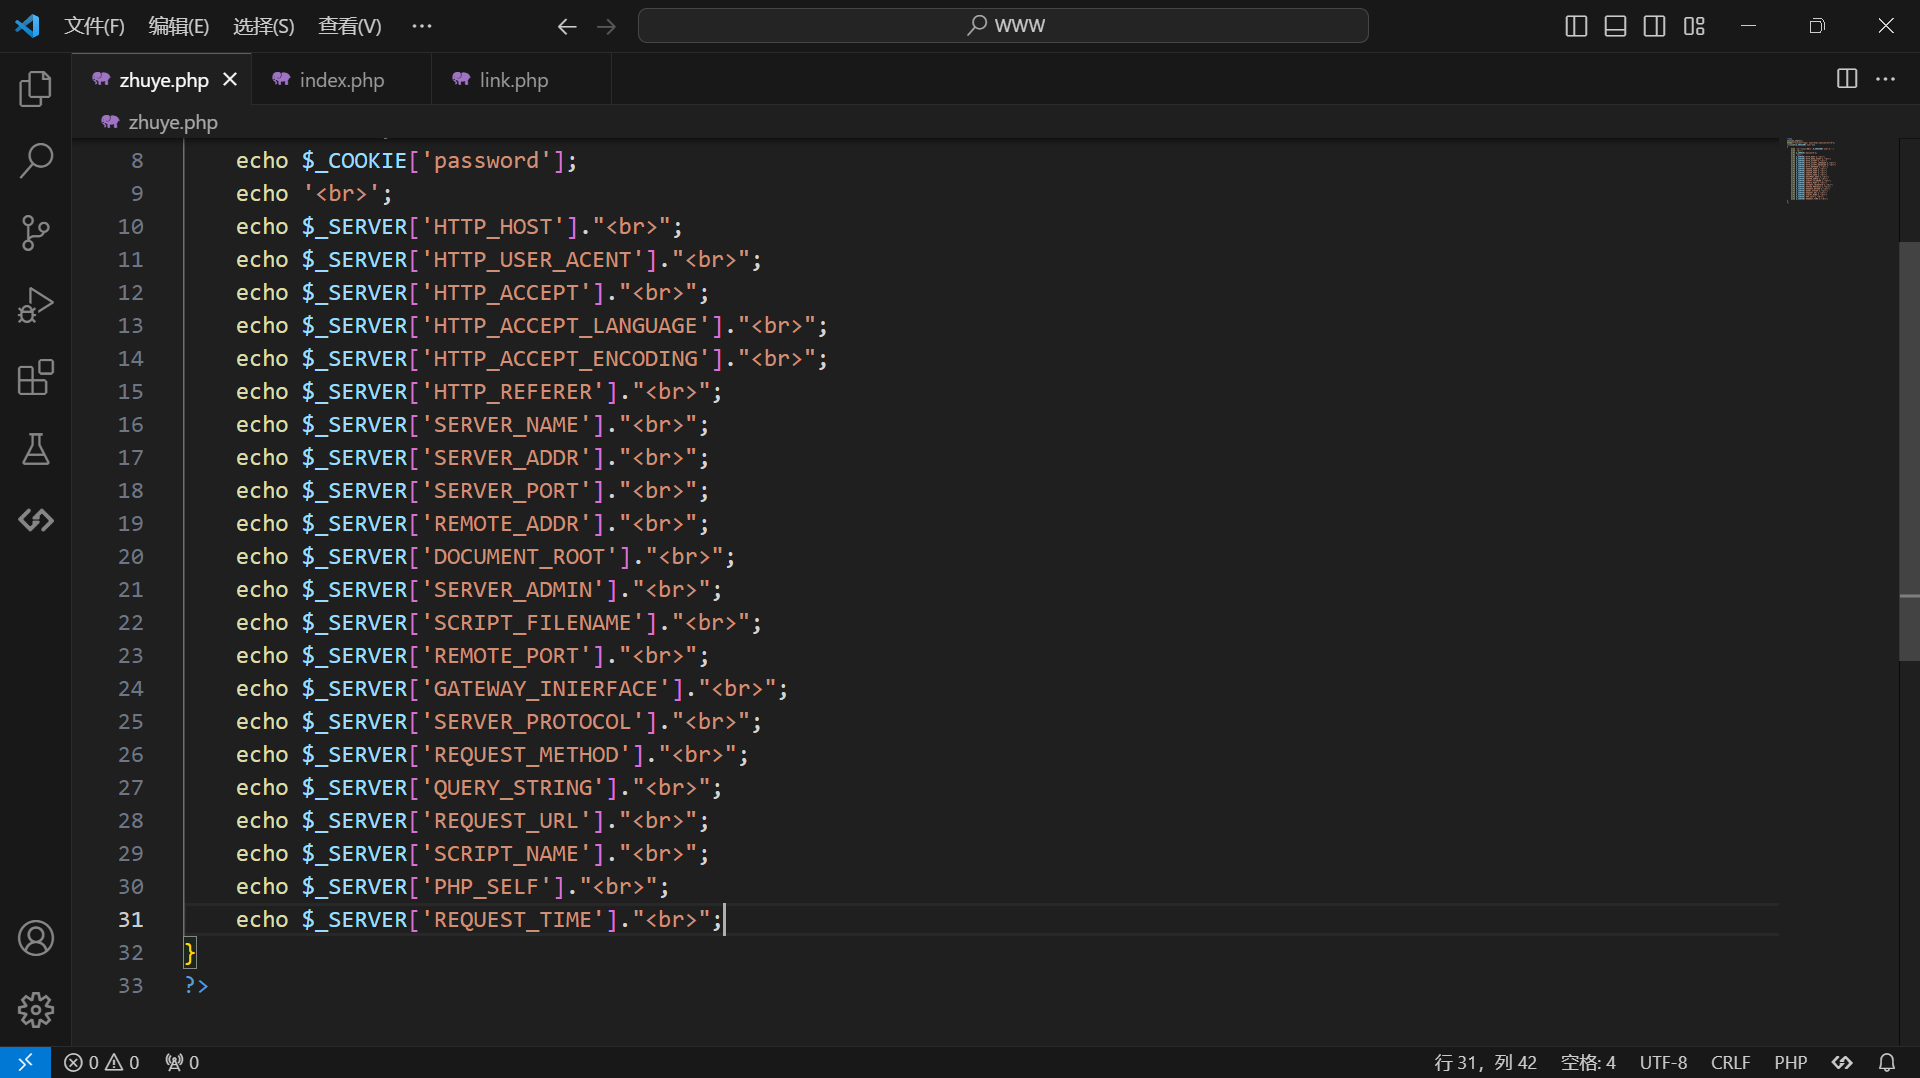 文件(F) 编辑(E) 选择(S) 查看(V) ··· WWW
zhuye.php index.php link.php
zhuye.php
8 echo $_COOKIE['password'];
9 echo '<br>';
10 echo $_SERVER['HTTP_HOST']."<br>";
11 echo $_SERVER['HTTP_USER_ACENT']."<br>";
12 echo $_SERVER['HTTP_ACCEPT']."<br>";
13 echo $_SERVER['HTTP_ACCEPT_LANGUAGE']."<br>";
14 echo $_SERVER['HTTP_ACCEPT_ENCODING']."<br>";
15 echo $_SERVER['HTTP_REFERER']."<br>";
16 echo $_SERVER['SERVER_NAME']."<br>";
17 echo $_SERVER['SERVER_ADDR']."<br>";
18 echo $_SERVER['SERVER_PORT']."<br>";
19 echo $_SERVER['REMOTE_ADDR']."<br>";
20 echo $_SERVER['DOCUMENT_ROOT']."<br>";
21 echo $_SERVER['SERVER_ADMIN']."<br>";
22 echo $_SERVER['SCRIPT_FILENAME']."<br>";
23 echo $_SERVER['REMOTE_PORT']."<br>";
24 echo $_SERVER['GATEWAY_INIERFACE']."<br>";
25 echo $_SERVER['SERVER_PROTOCOL']."<br>";
26 echo $_SERVER['REQUEST_METHOD']."<br>";
27 echo $_SERVER['QUERY_STRING']."<br>";
28 echo $_SERVER['REQUEST_URL']."<br>";
29 echo $_SERVER['SCRIPT_NAME']."<br>";
30 echo $_SERVER['PHP_SELF']."<br>";
31 echo $_SERVER['REQUEST_TIME']."<br>";
32 }
33 ?>
0 0 0 行 31，列 42 空格: 4 UTF-8 CRLF PHP